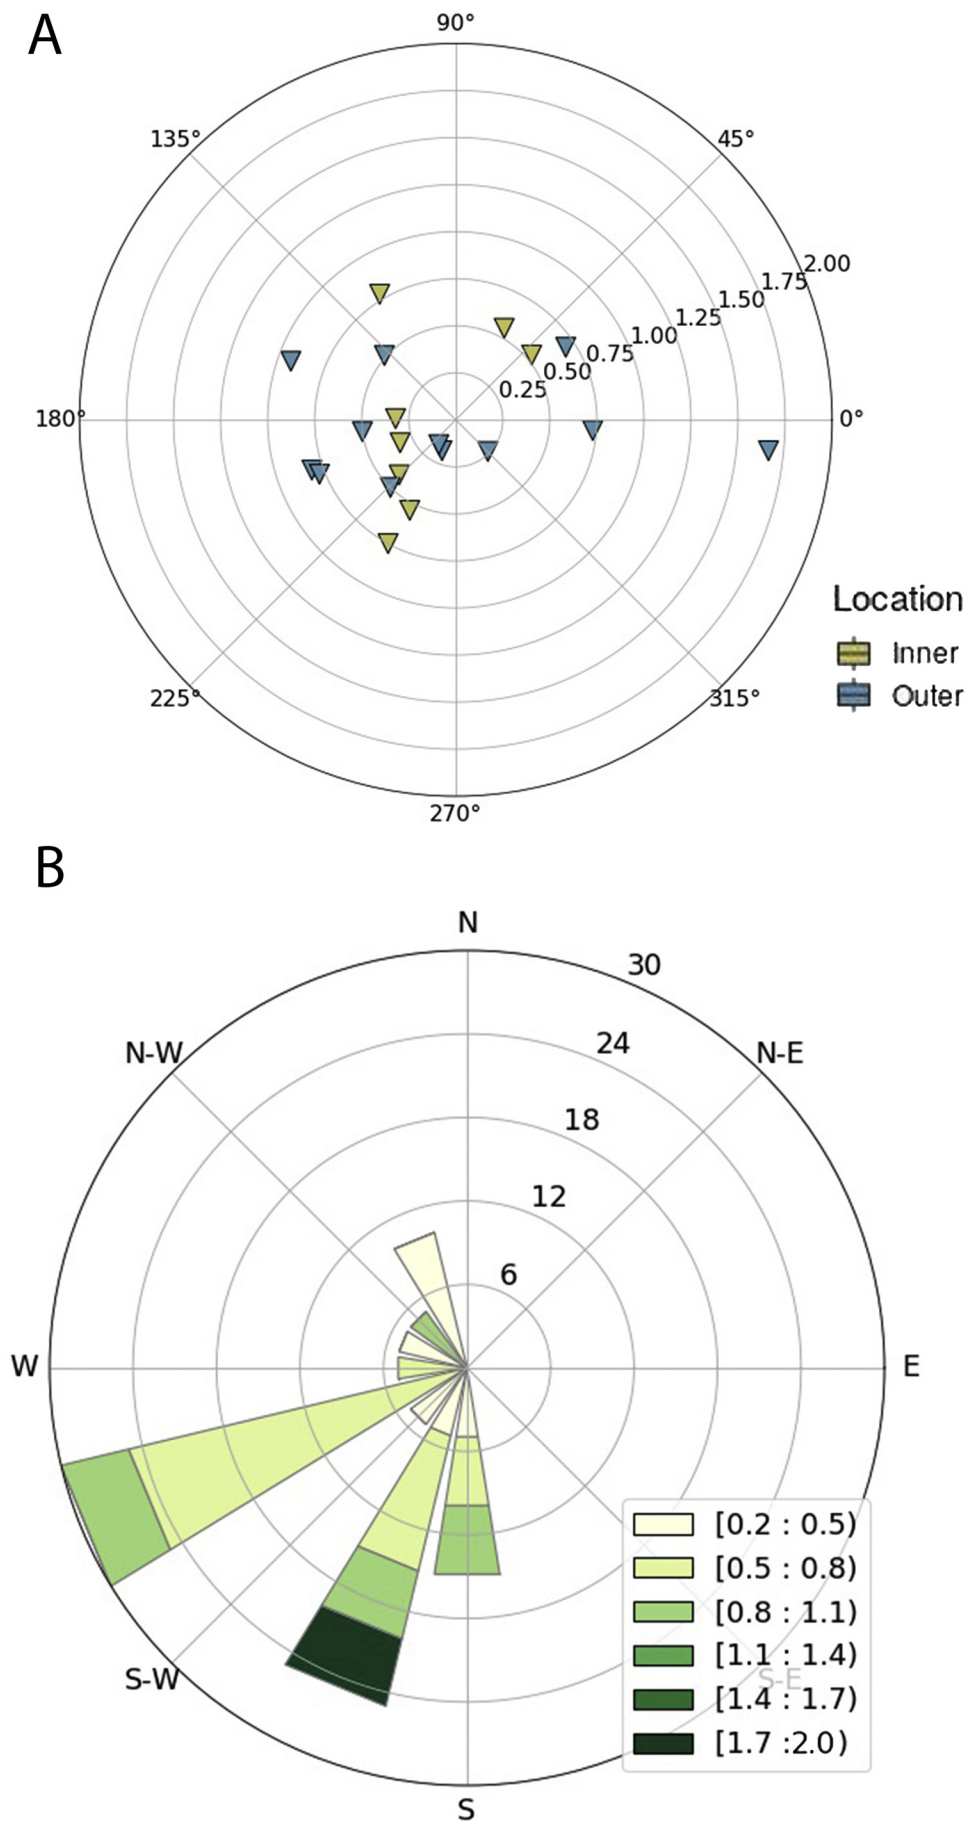 A
90°
135°
45°
2.00
1.75
1.50
1.25
1.00
0.75
0.50
0.25
180°
0°
Location
Inner
Outer
225°
315°
270°
B
N
30
N-W
24
N-E
18
12
6
W
E
[0.2 : 0.5)
[0.5 : 0.8)
[0.8 : 1.1)
[1.1 : 1.4)
S-W
S-E
[1.4 : 1.7)
[1.7 :2.0)
S